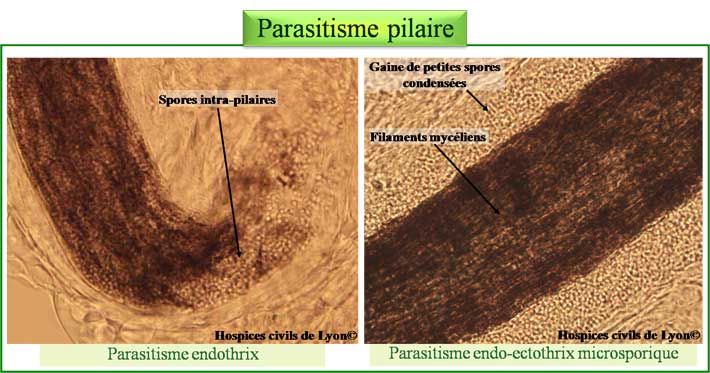 Parasitisme pilaire
Spores intra-pilaires
Hospices civils de Lyon©
Parasitisme endothrix
Gaine de petites spores
condensées
Filaments mycéliens
Hospices civils de Lyon©
Parasitisme endo-ectothrix microsporique